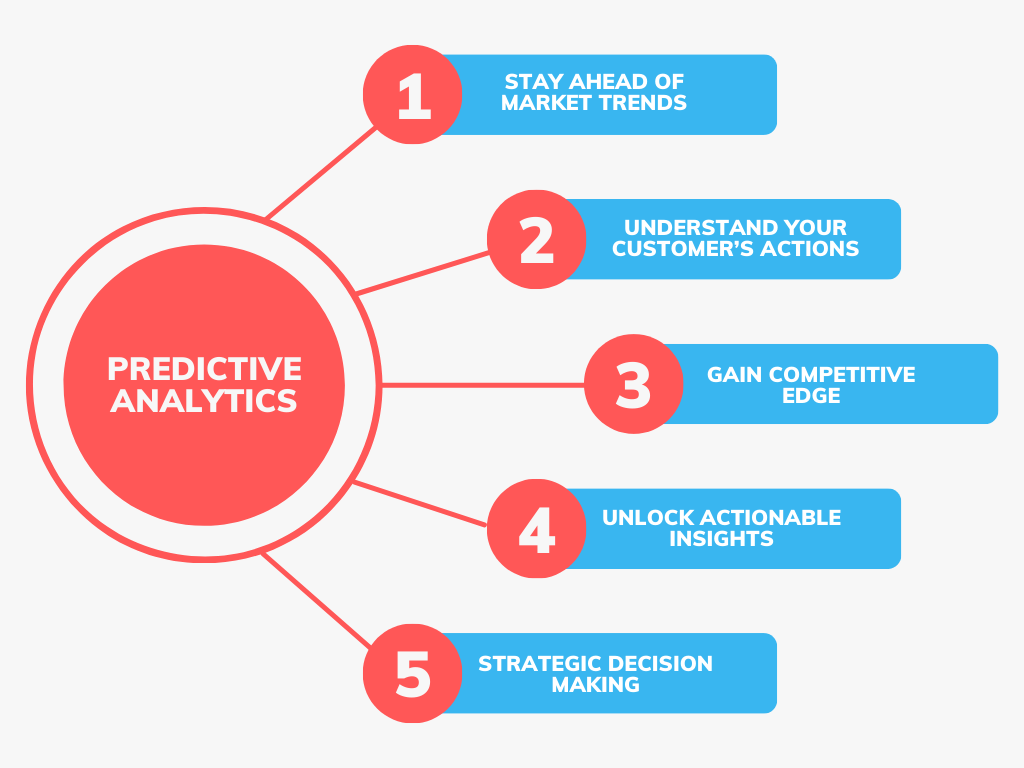 1
STAY AHEAD OF
MARKET TRENDS
2
UNDERSTAND YOUR
CUSTOMER’S ACTIONS
PREDICTIVE
ANALYTICS
3
GAIN COMPETITIVE
EDGE
4
UNLOCK ACTIONABLE
INSIGHTS
5
STRATEGIC DECISION
MAKING